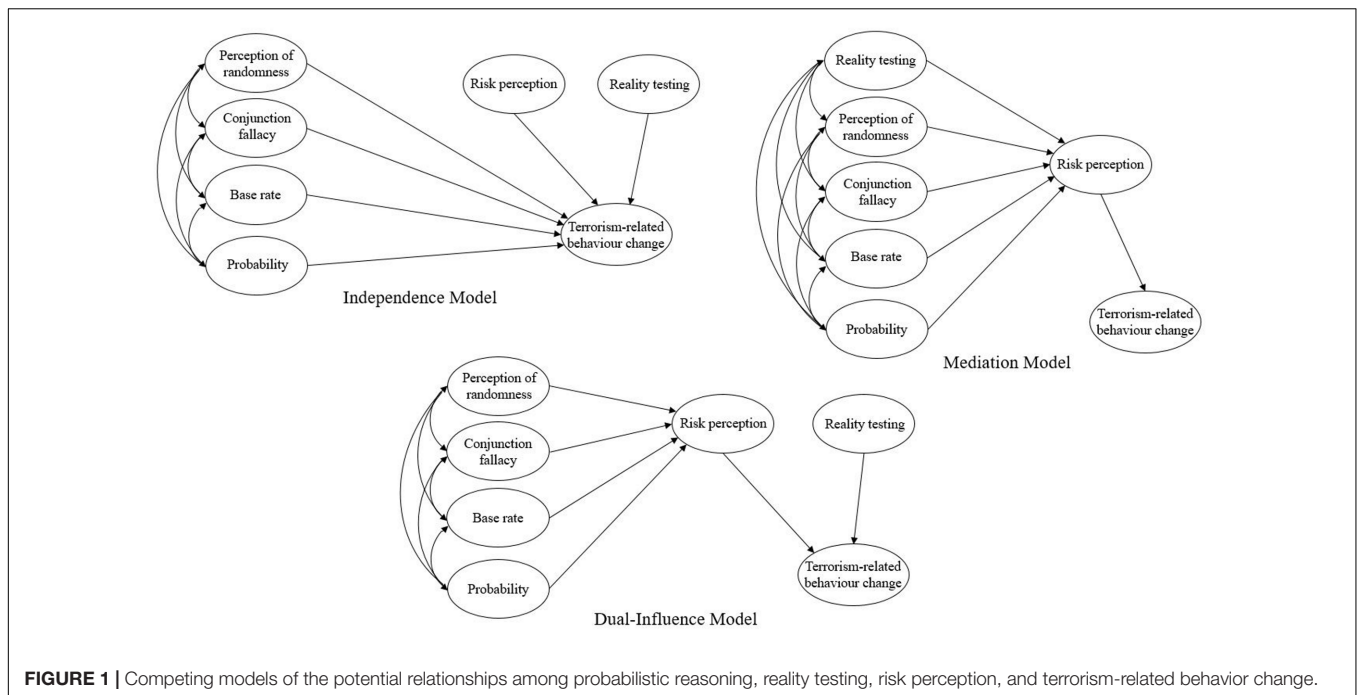 Perception of
randomness
Conjunction
fallacy
Base rate
Probability
Risk perception
Reality testing
Terrorism-related
behaviour change
Independence Model
Reality testing
Perception of
randomness
Conjunction
fallacy
Base rate
Probability
Risk perception
Terrorism-related
behaviour change
Mediation Model
Perception of
randomness
Conjunction
fallacy
Base rate
Probability
Risk perception
Reality testing
Terrorism-related
behaviour change
Dual-Influence Model
FIGURE 1 | Competing models of the potential relationships among probabilistic reasoning, reality testing, risk perception, and terrorism-related behavior change.